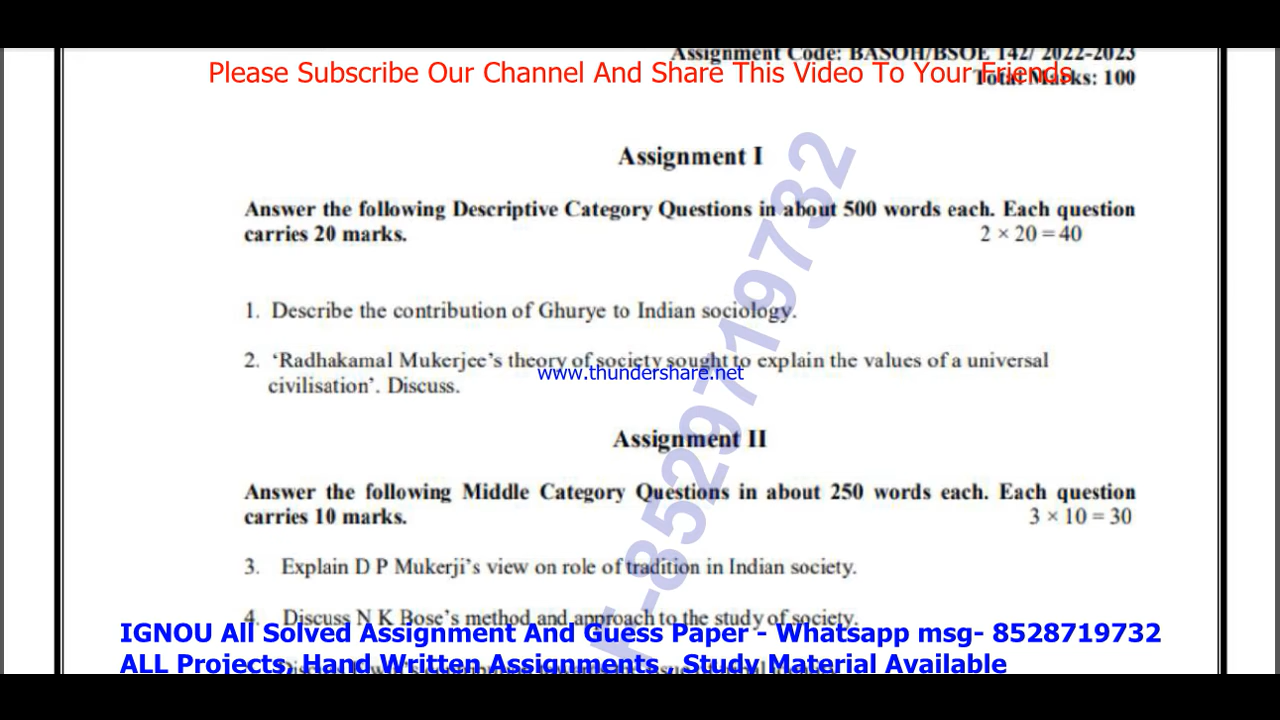 Assignment Code: BASOH/BSOE 142/ 2022-2023
Please Subscribe Our Channel And Share This Video To Your Friends
Total Marks: 100
Assignment I
Answer the following Descriptive Category Questions in about 500 words each. Each question
carries 20 marks. 2 × 20 = 40
1. Describe the contribution of Ghurye to Indian sociology.
2. ‘Radhakamal Mukerjee’s theory of society sought to explain the values of a universal
www.thundershare.net
civilisation’. Discuss.
Assignment II
Answer the following Middle Category Questions in about 250 words each. Each question
carries 10 marks. 3 × 10 = 30
3. Explain D P Mukerji’s view on role of tradition in Indian society.
4. Discuss N K Bose’s method and approach to the study of society.
IGNOU All Solved Assignment And Guess Paper - Whatsapp msg- 8528719732
ALL Projects, Hand Written Assignments , Study Material Available
-8529719732